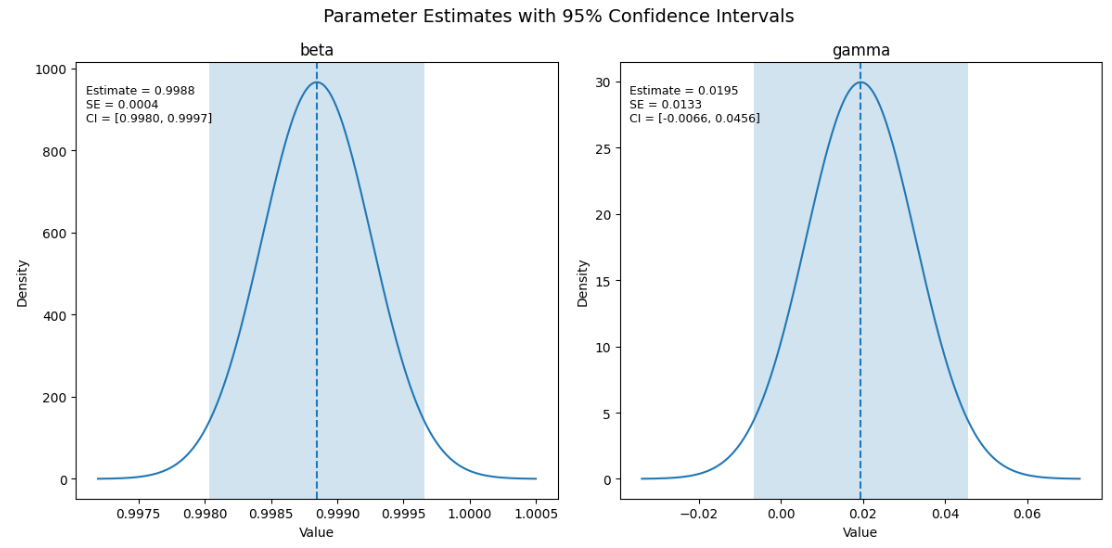 Parameter Estimates with 95% Confidence Intervals
beta
Estimate = 0.9988
SE = 0.0004
CI = [0.9980, 0.9997]
Density
1000
800
600
400
200
0
0.9975 0.9980 0.9985 0.9990 0.9995 1.0000 1.0005
Value
gamma
Estimate = 0.0195
SE = 0.0133
CI = [-0.0066, 0.0456]
Density
30
25
20
15
10
5
0
−0.02 0.00 0.02 0.04 0.06
Value